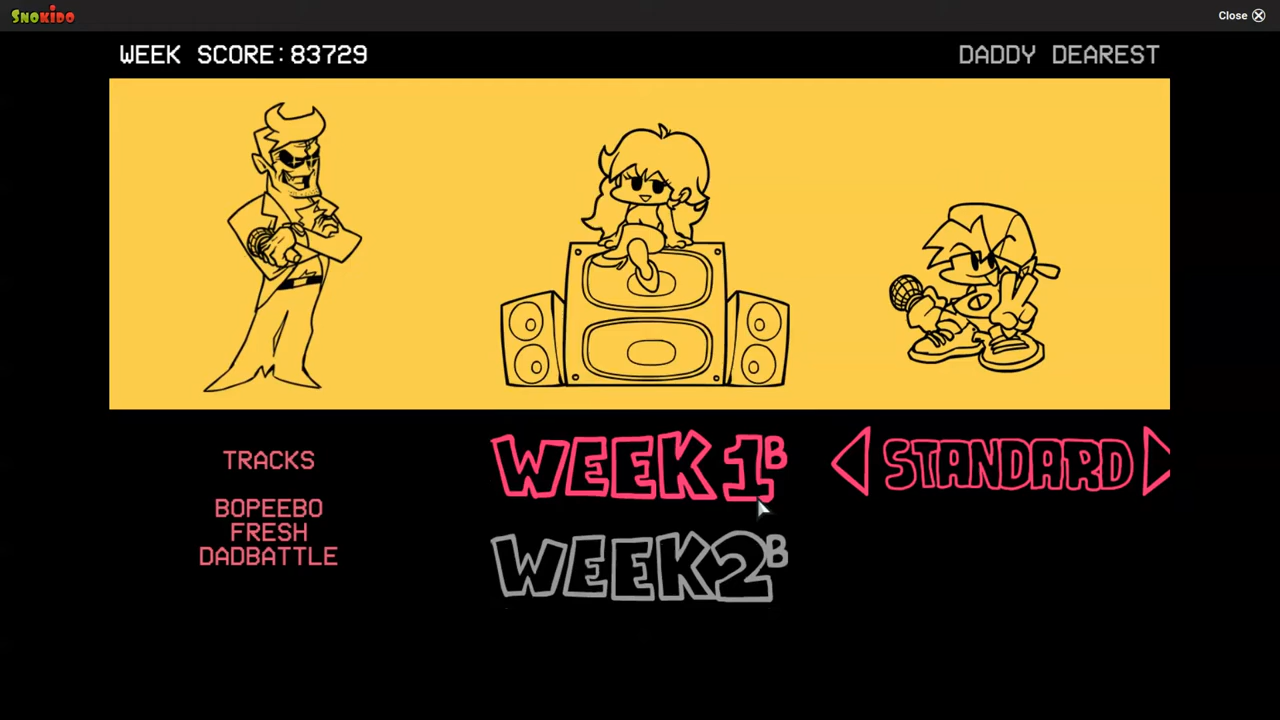 SNOKIDO
Close
WEEK SCORE:83729
DADDY DEAREST
WEEK 1B
STANDARD
TRACKS
BOPEEBO
FRESH
DADBATTLE
WEEK2B